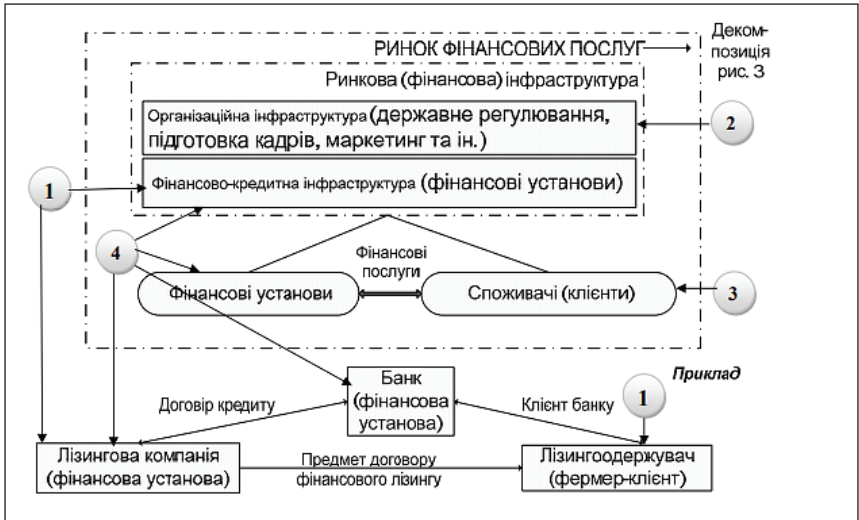 Деком-
позиція
рис. 3
РИНОК ФІНАНСОВИХ ПОСЛУГ
Ринкова (фінансова) інфраструктура
Організаційна інфраструктура (державне регулювання,
підготовка кадрів, маркетинг та ін.)
2
1
Фінансово-кредитна інфраструктура (фінансові установи)
4
Фінансові
послуги
Фінансові установи
Споживачі (клієнти)
3
Приклад
Банк
(фінансова
установа)
1
Договір кредиту
Клієнт банку
Лізингова компанія
(фінансова установа)
Предмет договору
фінансового лізингу
Лізингоодержувач
(фермер-клієнт)